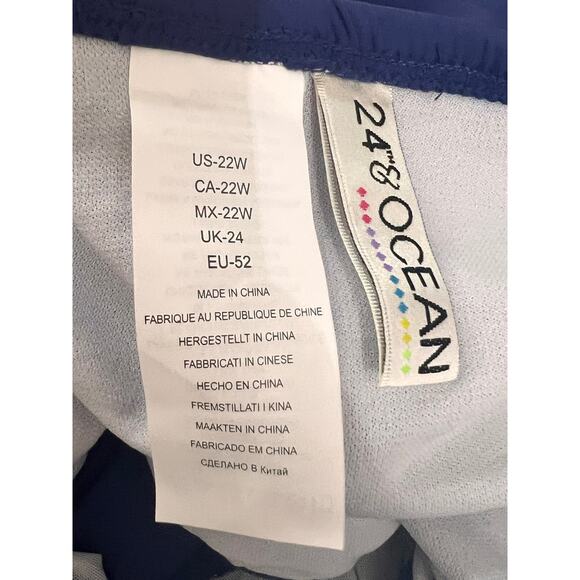 US-22W
CA-22W
MX-22W
UK-24
EU-52
MADE IN CHINA
FABRIQUE AU REPUBLIQUE DE CHINE
HERGESTELLT IN CHINA
FABBRICATI IN CINESE
HECHO EN CHINA
FREMSTILLATI I KINA
MAAKTEN IN CHINA
FABRICADO EM CHINA
СДЕЛАНО В Китай
24TH & OCEAN